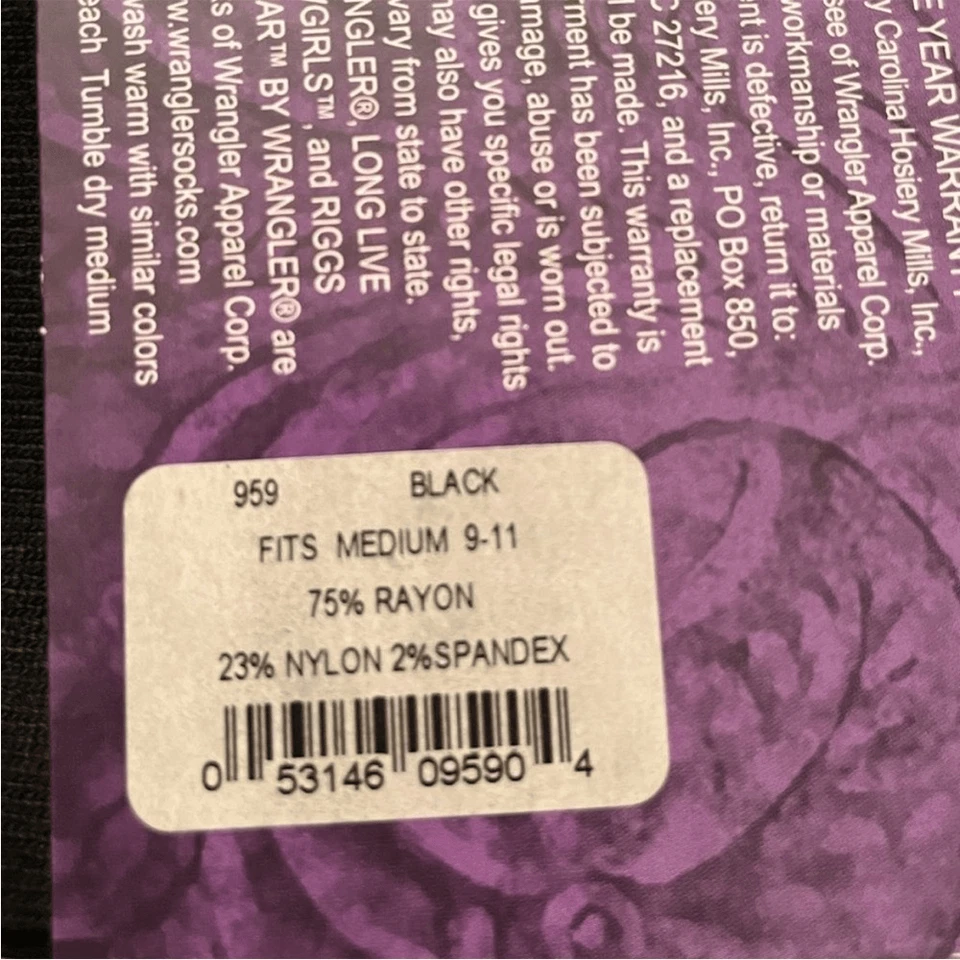 E YEAR WARRANTY
y Carolina Hosiery Mills, Inc.,
see of Wrangler Apparel Corp.
workmanship or materials
nt is defective, return it to:
ery Mills, Inc., PO Box 850,
C 27216, and a replacement
l be made. This warranty is
ment has been subjected to
mage, abuse or is worn out.
gives you specific legal rights
may also have other rights,
vary from state to state.
NGLER®, LONG LIVE
/GIRLS™, and RIGGS
AR™ BY WRANGLER® are
s of Wrangler Apparel Corp.
w.wranglersocks.com
wash warm with similar colors
each Tumble dry medium
959 BLACK
FITS MEDIUM 9-11
75% RAYON
23% NYLON 2%SPANDEX
0 53146 09590 4